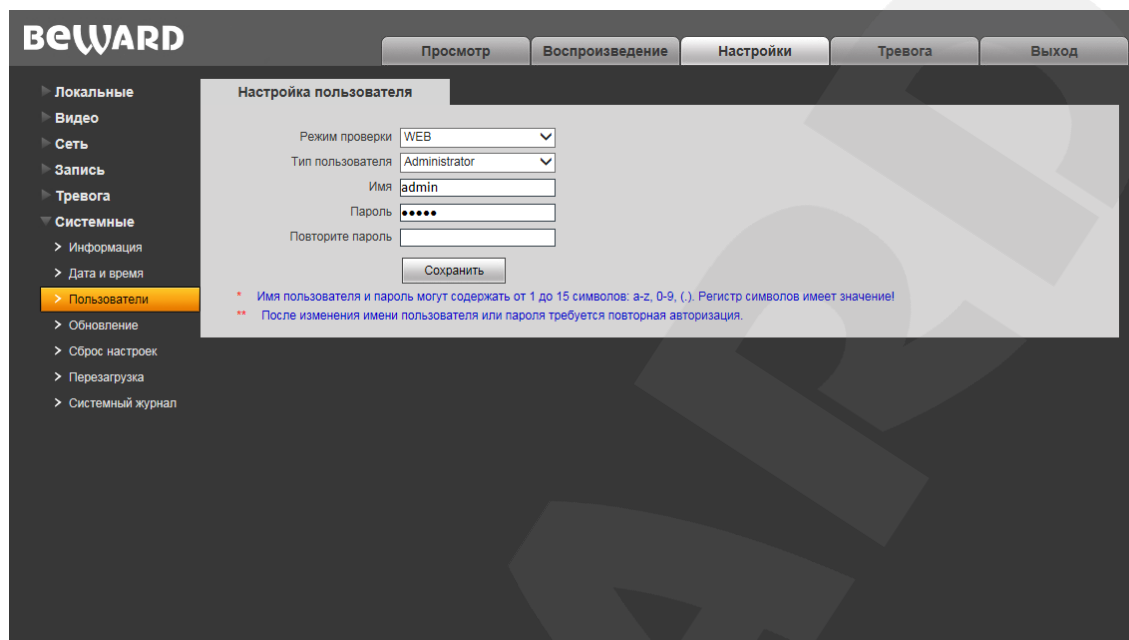 BEWARD
Просмотр Воспроизведение Настройки Тревога Выход
Локальные
Видео
Сеть
Запись
Тревога
Системные
Информация
Дата и время
Пользователи
Обновление
Сброс настроек
Перезагрузка
Системный журнал
Настройка пользователя
Режим проверки WEB
Тип пользователя Administrator
Имя admin
Пароль •••••
Повторите пароль
Сохранить
* Имя пользователя и пароль могут содержать от 1 до 15 символов: a-z, 0-9, (.). Регистр символов имеет значение!
** После изменения имени пользователя или пароля требуется повторная авторизация.